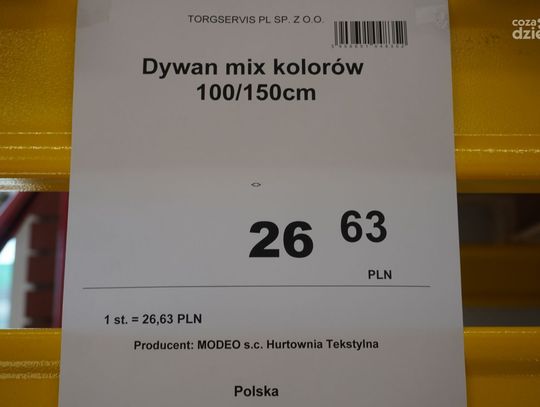 TORGSERVIS PL SP. Z O.O.
Dywan mix kolorów
100/150cm
<>
26 63
PLN
1 st. = 26,63 PLN
Producent: MODEO s.c. Hurtownia Tekstylna
Polska